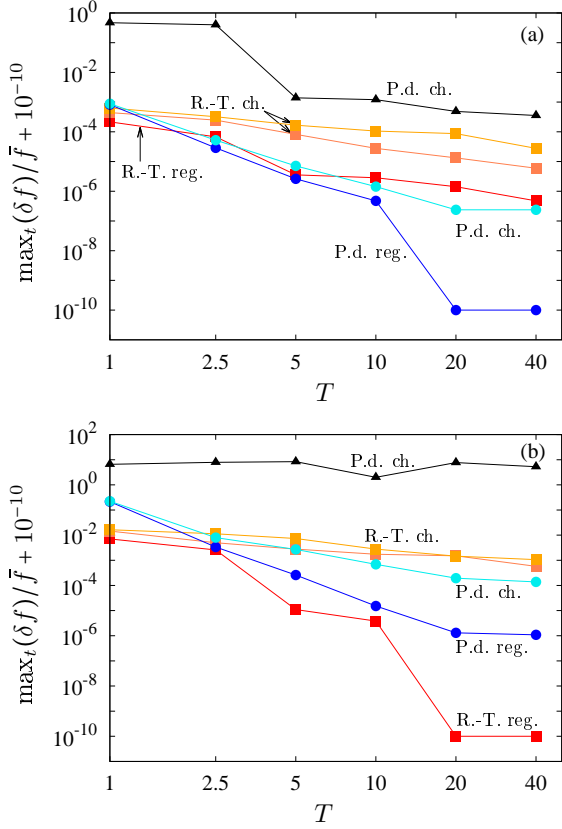 10^0
(a)
P.d. ch.
10^-2
R.-T. ch.
10^-4
R.-T. reg.
10^-6
P.d. ch.
P.d. reg.
10^-8
10^-10
max_t(δf)/f̄ + 10^-10
1 2.5 5 10 20 40
T
10^2
(b)
P.d. ch.
10^0
10^-2
R.-T. ch.
10^-4
P.d. ch.
10^-6
P.d. reg.
10^-8
R.-T. reg.
10^-10
max_t(δf)/f̄ + 10^-10
1 2.5 5 10 20 40
T